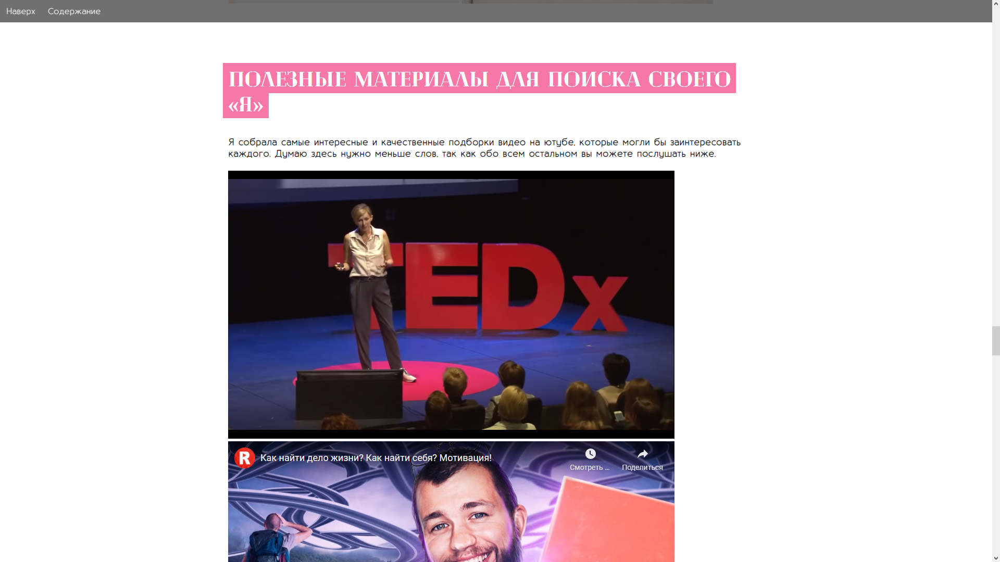 Наверх Содержание
ПОЛЕЗНЫЕ МАТЕРИАЛЫ ДЛЯ ПОИСКА СВОЕГО
«Я»
Я собрала самые интересные и качественные подборки видео на ютубе, которые могли бы заинтересовать
каждого. Думаю здесь нужно меньше слов, так как обо всем остальном вы можете послушать ниже.
TEDx
R Как найти дело жизни? Как найти себя? Мотивация!
Смотреть ... Поделиться